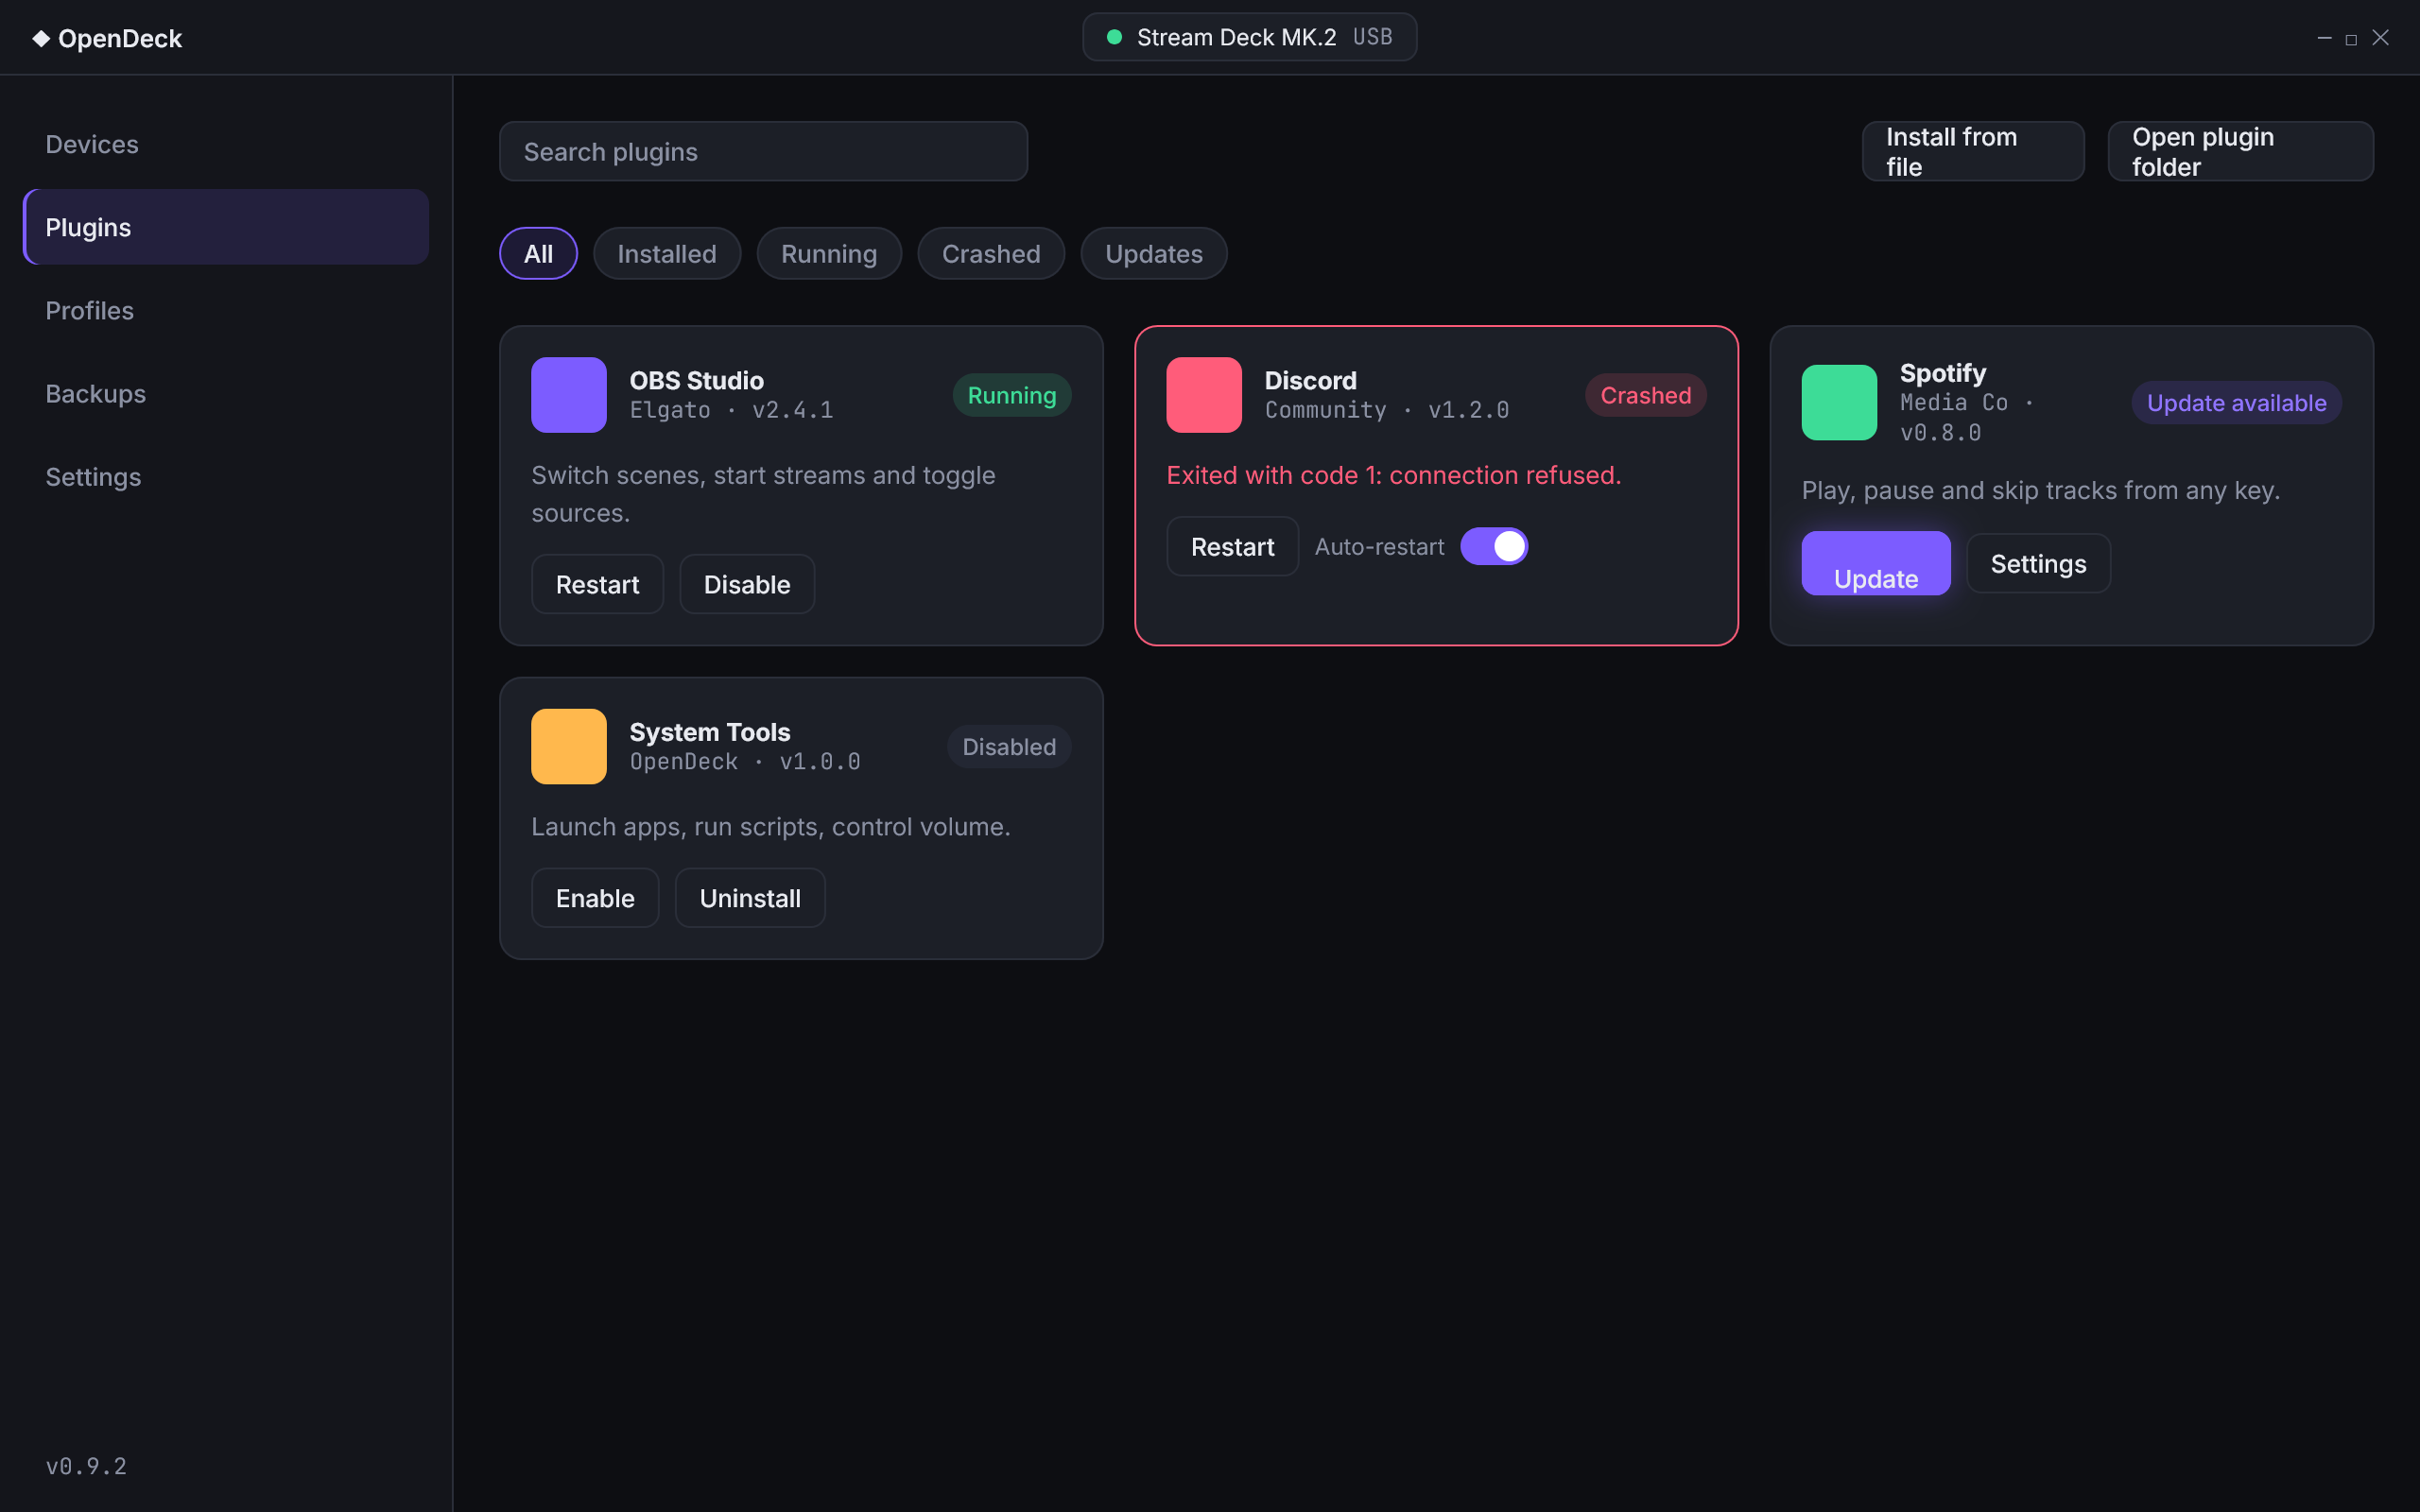 OpenDeck
Stream Deck MK.2 USB
Devices
Plugins
Profiles
Backups
Settings
v0.9.2
Search plugins
Install from
file
Open plugin
folder
All
Installed
Running
Crashed
Updates
OBS Studio
Elgato · v2.4.1
Running
Switch scenes, start streams and toggle
sources.
Restart
Disable
Discord
Community · v1.2.0
Crashed
Exited with code 1: connection refused.
Restart
Auto-restart
Spotify
Media Co ·
v0.8.0
Update available
Play, pause and skip tracks from any key.
Update
Settings
System Tools
OpenDeck · v1.0.0
Disabled
Launch apps, run scripts, control volume.
Enable
Uninstall